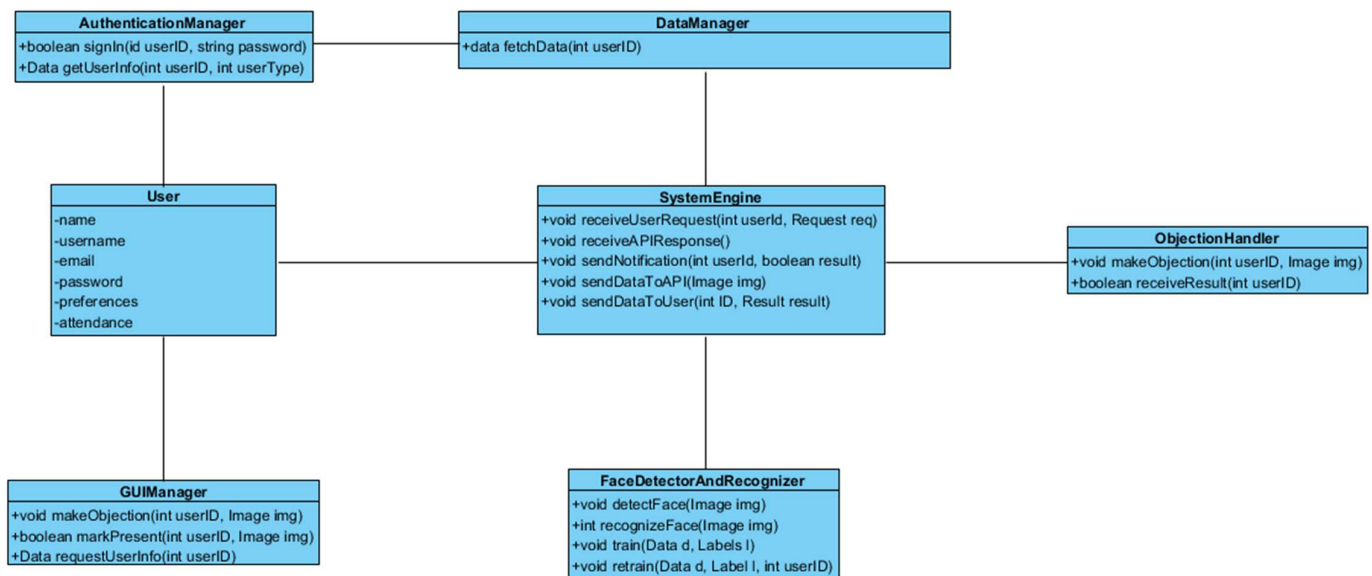 AuthenticationManager
+boolean signIn(id userID, string password)
+Data getUserInfo(int userID, int userType)
DataManager
+data fetchData(int userID)
User
-name
-username
-email
-password
-preferences
-attendance
SystemEngine
+void receiveUserRequest(int userId, Request req)
+void receiveAPIResponse()
+void sendNotification(int userId, boolean result)
+void sendDataToAPI(Image img)
+void sendDataToUser(int ID, Result result)
ObjectionHandler
+void makeObjection(int userID, Image img)
+boolean receiveResult(int userID)
GUIManager
+void makeObjection(int userID, Image img)
+boolean markPresent(int userID, Image img)
+Data requestUserInfo(int userID)
FaceDetectorAndRecognizer
+void detectFace(Image img)
+int recognizeFace(Image img)
+void train(Data d, Labels l)
+void retrain(Data d, Label l, int userID)